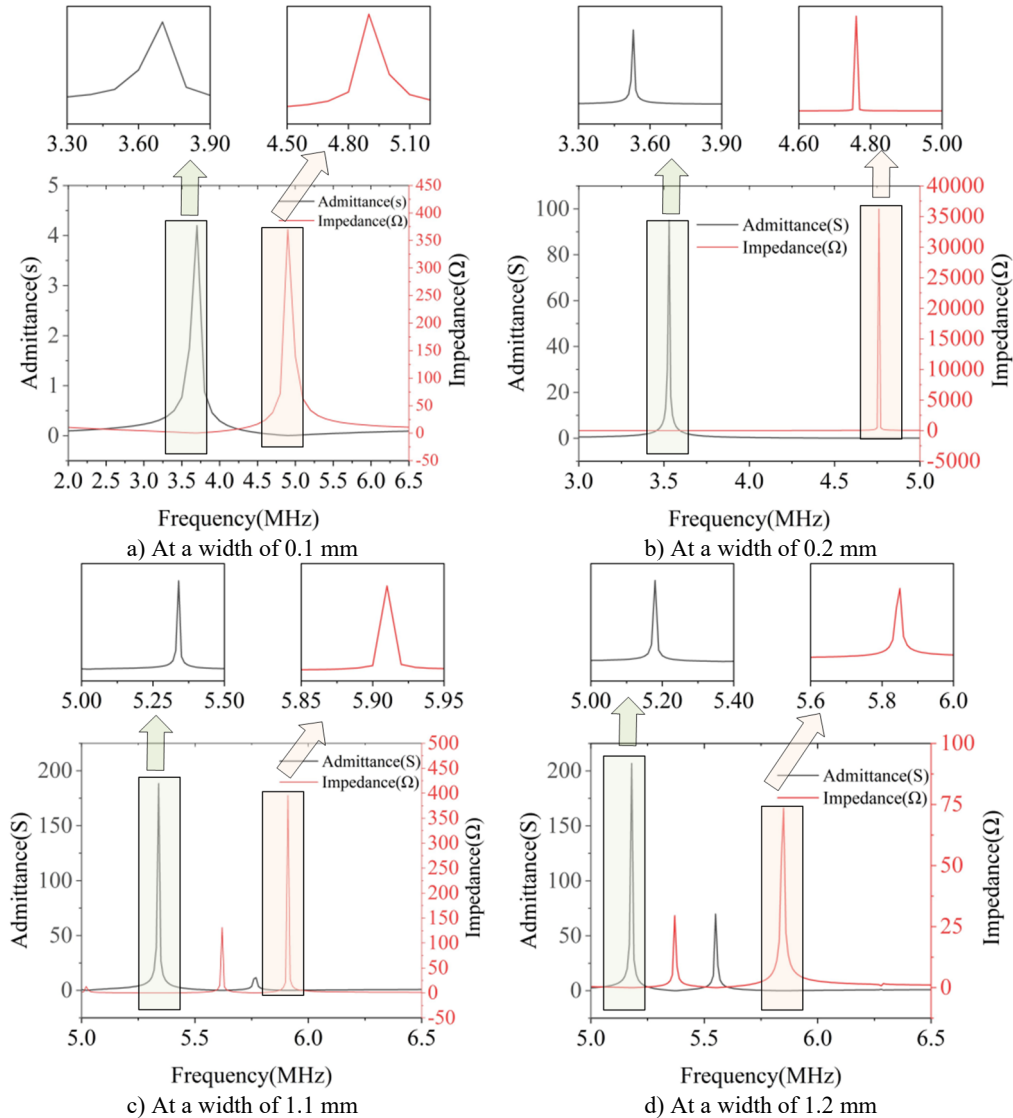 3.30 3.60 3.90
4.50 4.80 5.10
Admittance(s)
Impedance(Ω)
5
4
3
2
1
0
450
400
350
300
250
200
150
100
50
0
-50
Admittance(s)
Impedance(Ω)
2.0 2.5 3.0 3.5 4.0 4.5 5.0 5.5 6.0 6.5
Frequency(MHz)
a) At a width of 0.1 mm
3.30 3.60 3.90
4.60 4.80 5.00
Admittance(S)
Impedance(Ω)
100
80
60
40
20
0
40000
35000
30000
25000
20000
15000
10000
5000
0
-5000
Admittance(S)
Impedance(Ω)
3.0 3.5 4.0 4.5 5.0
Frequency(MHz)
b) At a width of 0.2 mm
5.00 5.25 5.50
5.85 5.90 5.95
Admittance(S)
Impedance(Ω)
200
150
100
50
0
500
450
400
350
300
250
200
150
100
50
0
-50
Admittance(S)
Impedance(Ω)
5.0 5.5 6.0 6.5
Frequency(MHz)
c) At a width of 1.1 mm
5.00 5.20 5.40
5.6 5.8 6.0
Admittance(S)
Impedance(Ω)
200
150
100
50
0
100
75
50
25
0
Admittance(S)
Impedance(Ω)
5.0 5.5 6.0 6.5
Frequency(MHz)
d) At a width of 1.2 mm